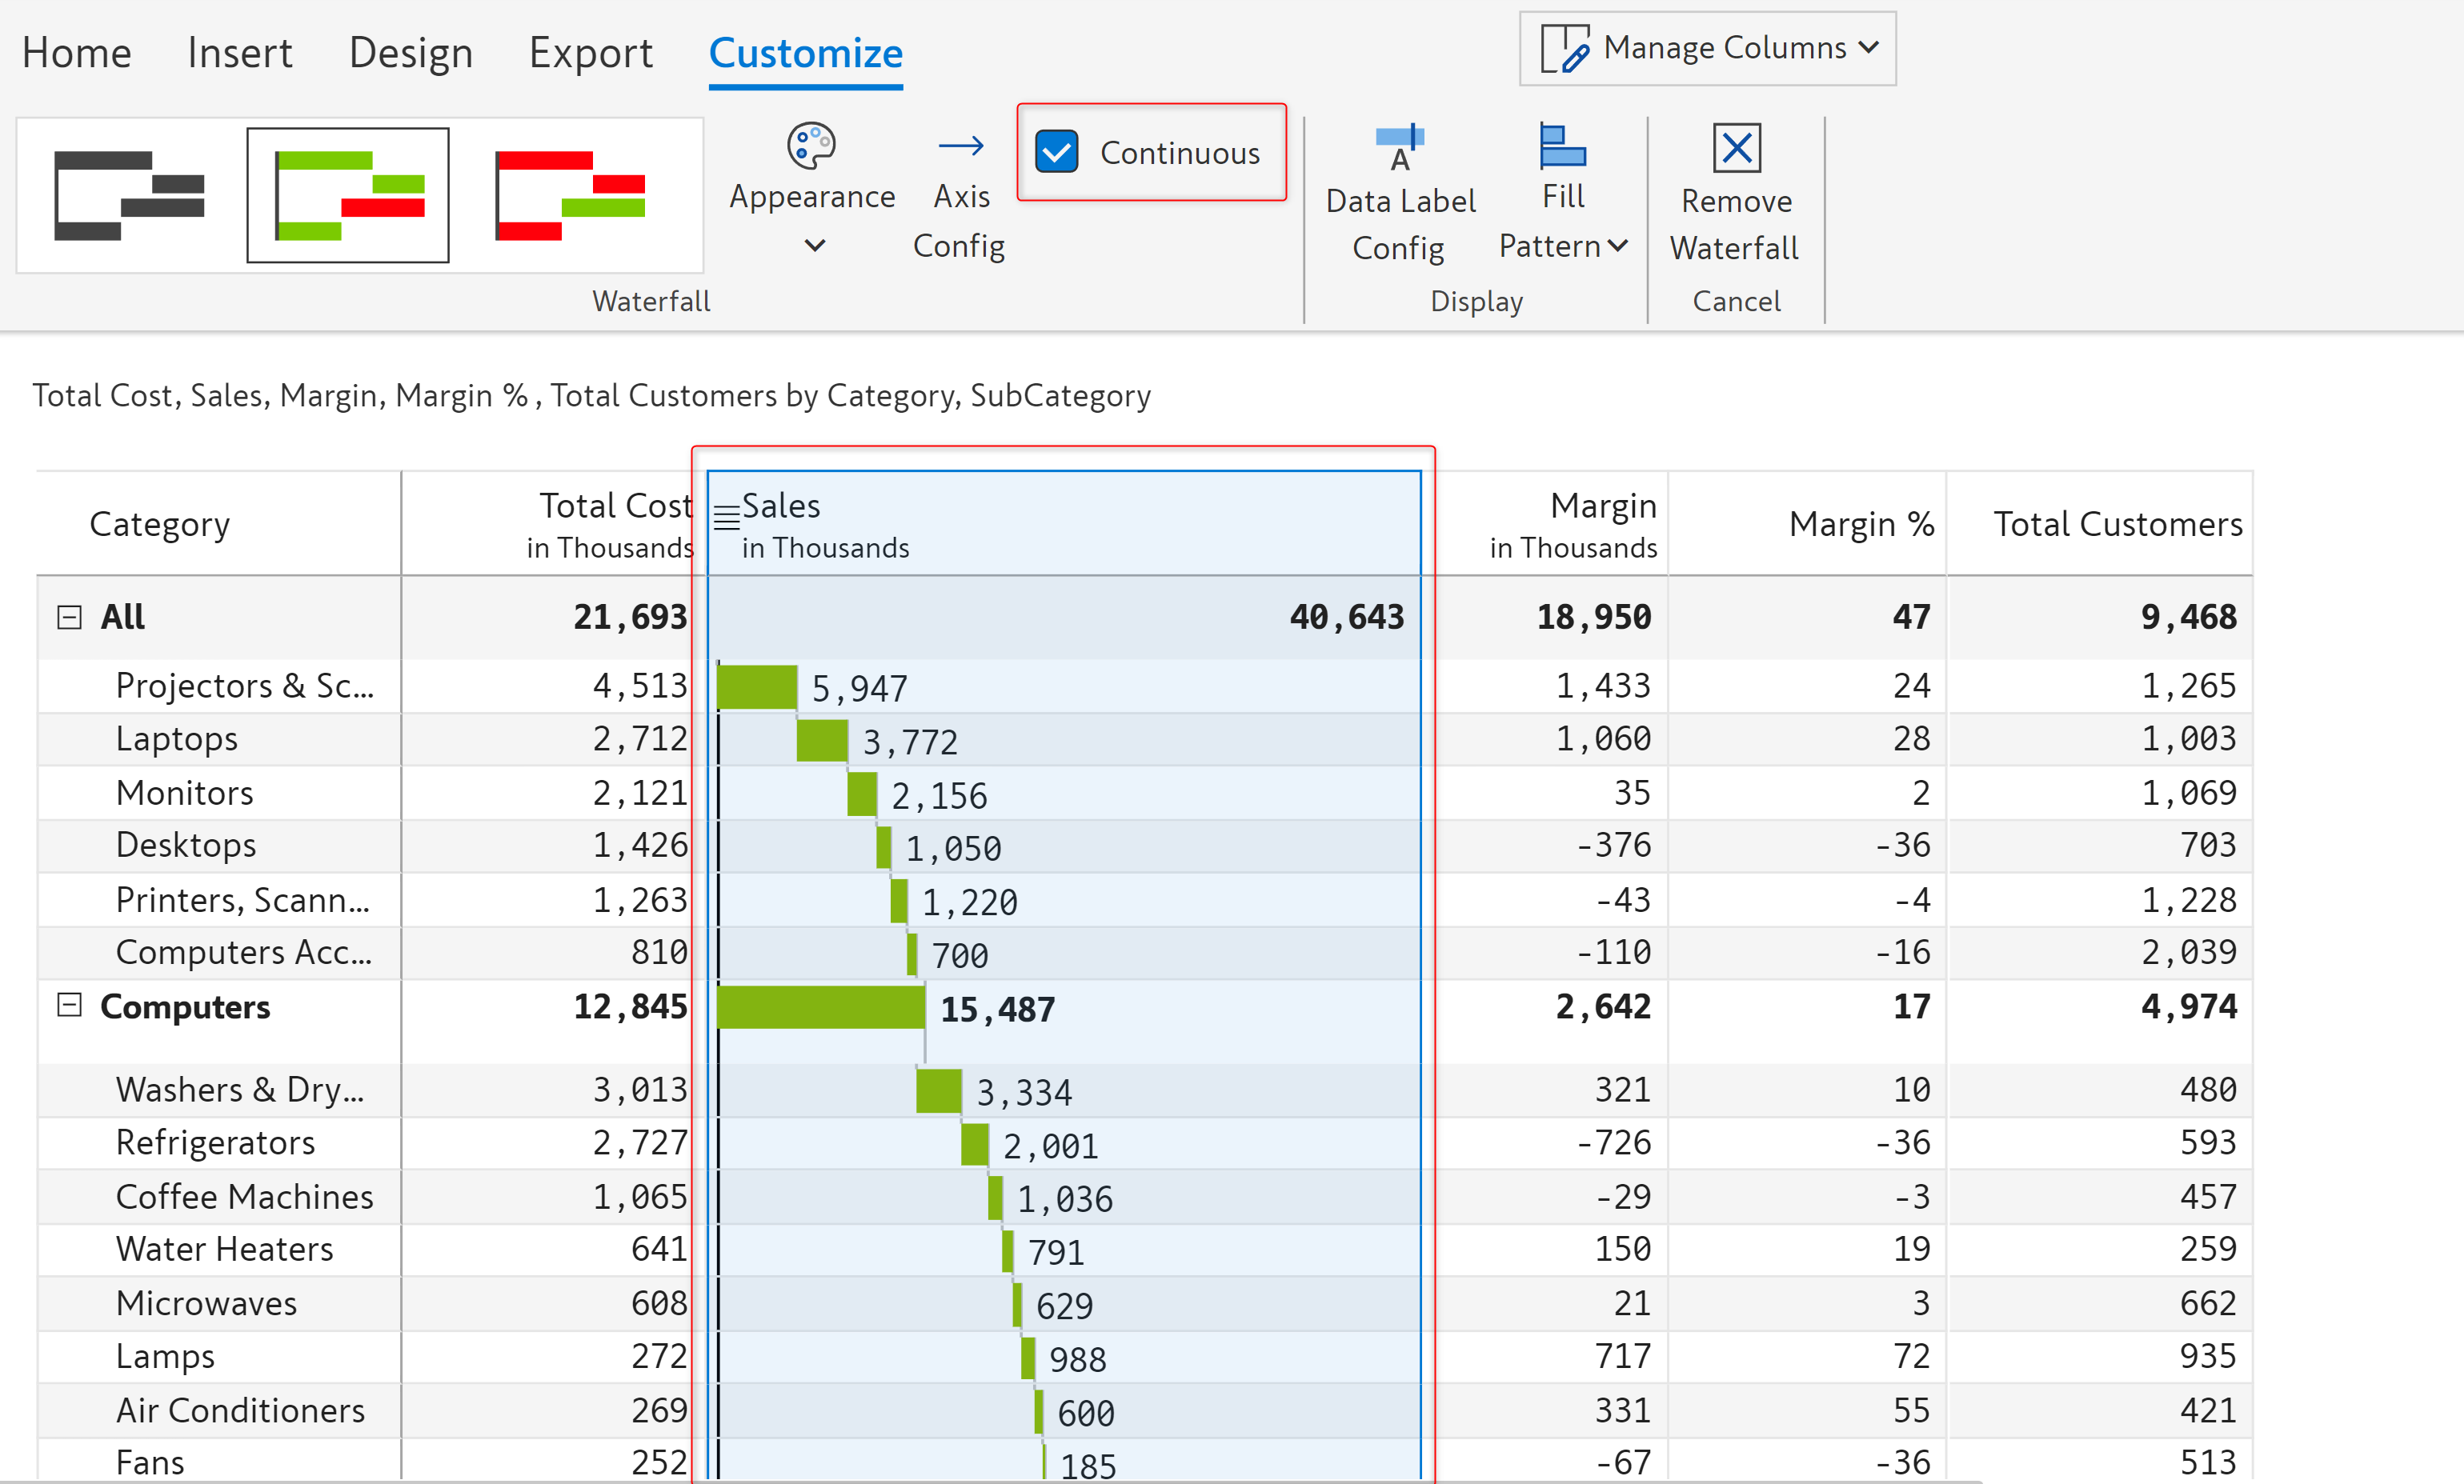 Home Insert Design Export Customize Manage Columns
Continuous
Appearance Axis Config
Data Label Config Fill Pattern Remove Waterfall
Waterfall Display Cancel
Total Cost, Sales, Margin, Margin %, Total Customers by Category, SubCategory
Category Total Cost in Thousands Sales in Thousands Margin in Thousands Margin % Total Customers
All 21,693 40,643 18,950 47 9,468
Projectors & Sc... 4,513 5,947 1,433 24 1,265
Laptops 2,712 3,772 1,060 28 1,003
Monitors 2,121 2,156 35 2 1,069
Desktops 1,426 1,050 -376 -36 703
Printers, Scann... 1,263 1,220 -43 -4 1,228
Computers Acc... 810 700 -110 -16 2,039
Computers 12,845 15,487 2,642 17 4,974
Washers & Dry... 3,013 3,334 321 10 480
Refrigerators 2,727 2,001 -726 -36 593
Coffee Machines 1,065 1,036 -29 -3 457
Water Heaters 641 791 150 19 259
Microwaves 608 629 21 3 662
Lamps 272 988 717 72 935
Air Conditioners 269 600 331 55 421
Fans 252 185 -67 -36 513